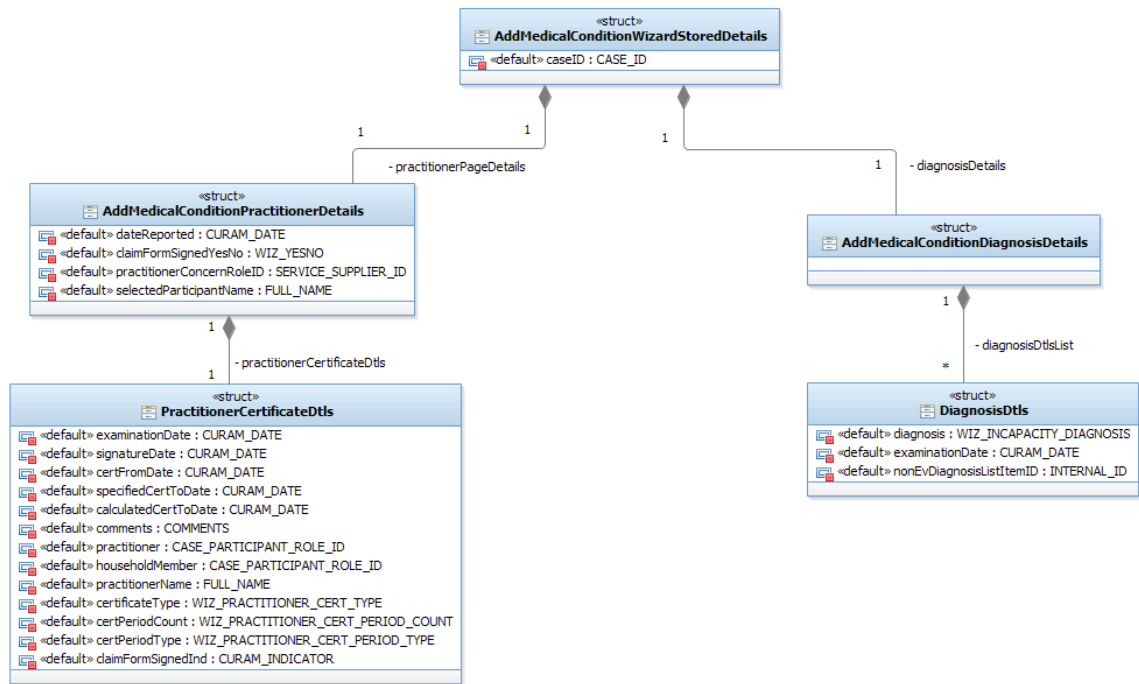 «struct»
AddMedicalConditionWizardStoredDetails
«default» caseID : CASE_ID
1
1
- practitionerPageDetails
1
1
- diagnosisDetails
«struct»
AddMedicalConditionPractitionerDetails
«default» dateReported : CURAM_DATE
«default» claimFormSignedYesNo : WIZ_YESNO
«default» practitionerConcernRoleID : SERVICE_SUPPLIER_ID
«default» selectedParticipantName : FULL_NAME
«struct»
AddMedicalConditionDiagnosisDetails
1
- practitionerCertificateDtls
1
1
- diagnosisDtlsList
*
«struct»
PractitionerCertificateDtls
«default» examinationDate : CURAM_DATE
«default» signatureDate : CURAM_DATE
«default» certFromDate : CURAM_DATE
«default» specifiedCertToDate : CURAM_DATE
«default» calculatedCertToDate : CURAM_DATE
«default» comments : COMMENTS
«default» practitioner : CASE_PARTICIPANT_ROLE_ID
«default» householdMember : CASE_PARTICIPANT_ROLE_ID
«default» practitionerName : FULL_NAME
«default» certificateType : WIZ_PRACTITIONER_CERT_TYPE
«default» certPeriodCount : WIZ_PRACTITIONER_CERT_PERIOD_COUNT
«default» certPeriodType : WIZ_PRACTITIONER_CERT_PERIOD_TYPE
«default» claimFormSignedInd : CURAM_INDICATOR
«struct»
DiagnosisDtls
«default» diagnosis : WIZ_INCAPACITY_DIAGNOSIS
«default» examinationDate : CURAM_DATE
«default» nonEvDiagnosisListItemID : INTERNAL_ID